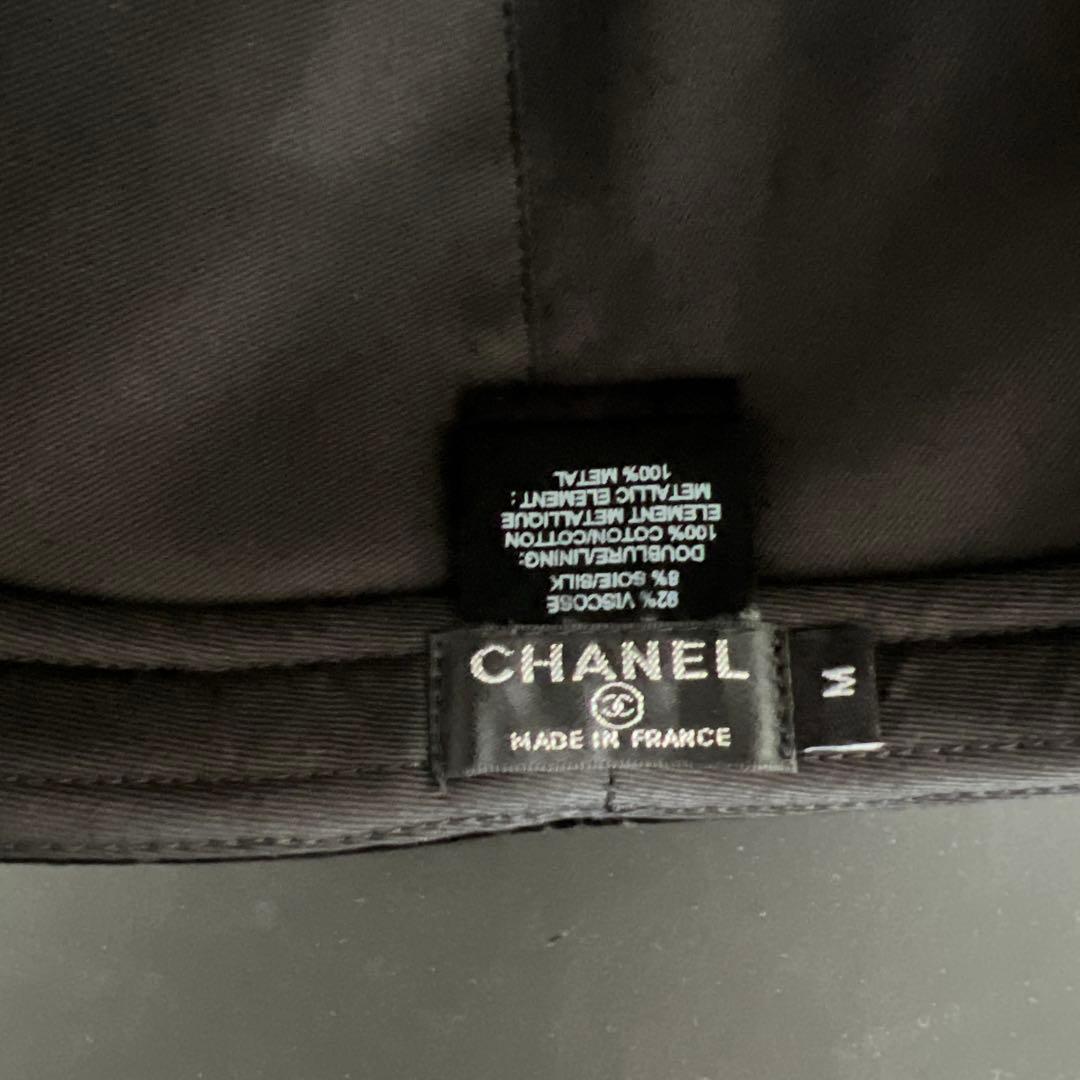 92% VISCOSE
8% SOIE/SILK
DOUBLURE/LINING:
100% COTON/COTTON
ELEMENT METALLIQUE
METALLIC ELEMENT :
100% METAL
CHANEL
MADE IN FRANCE
M